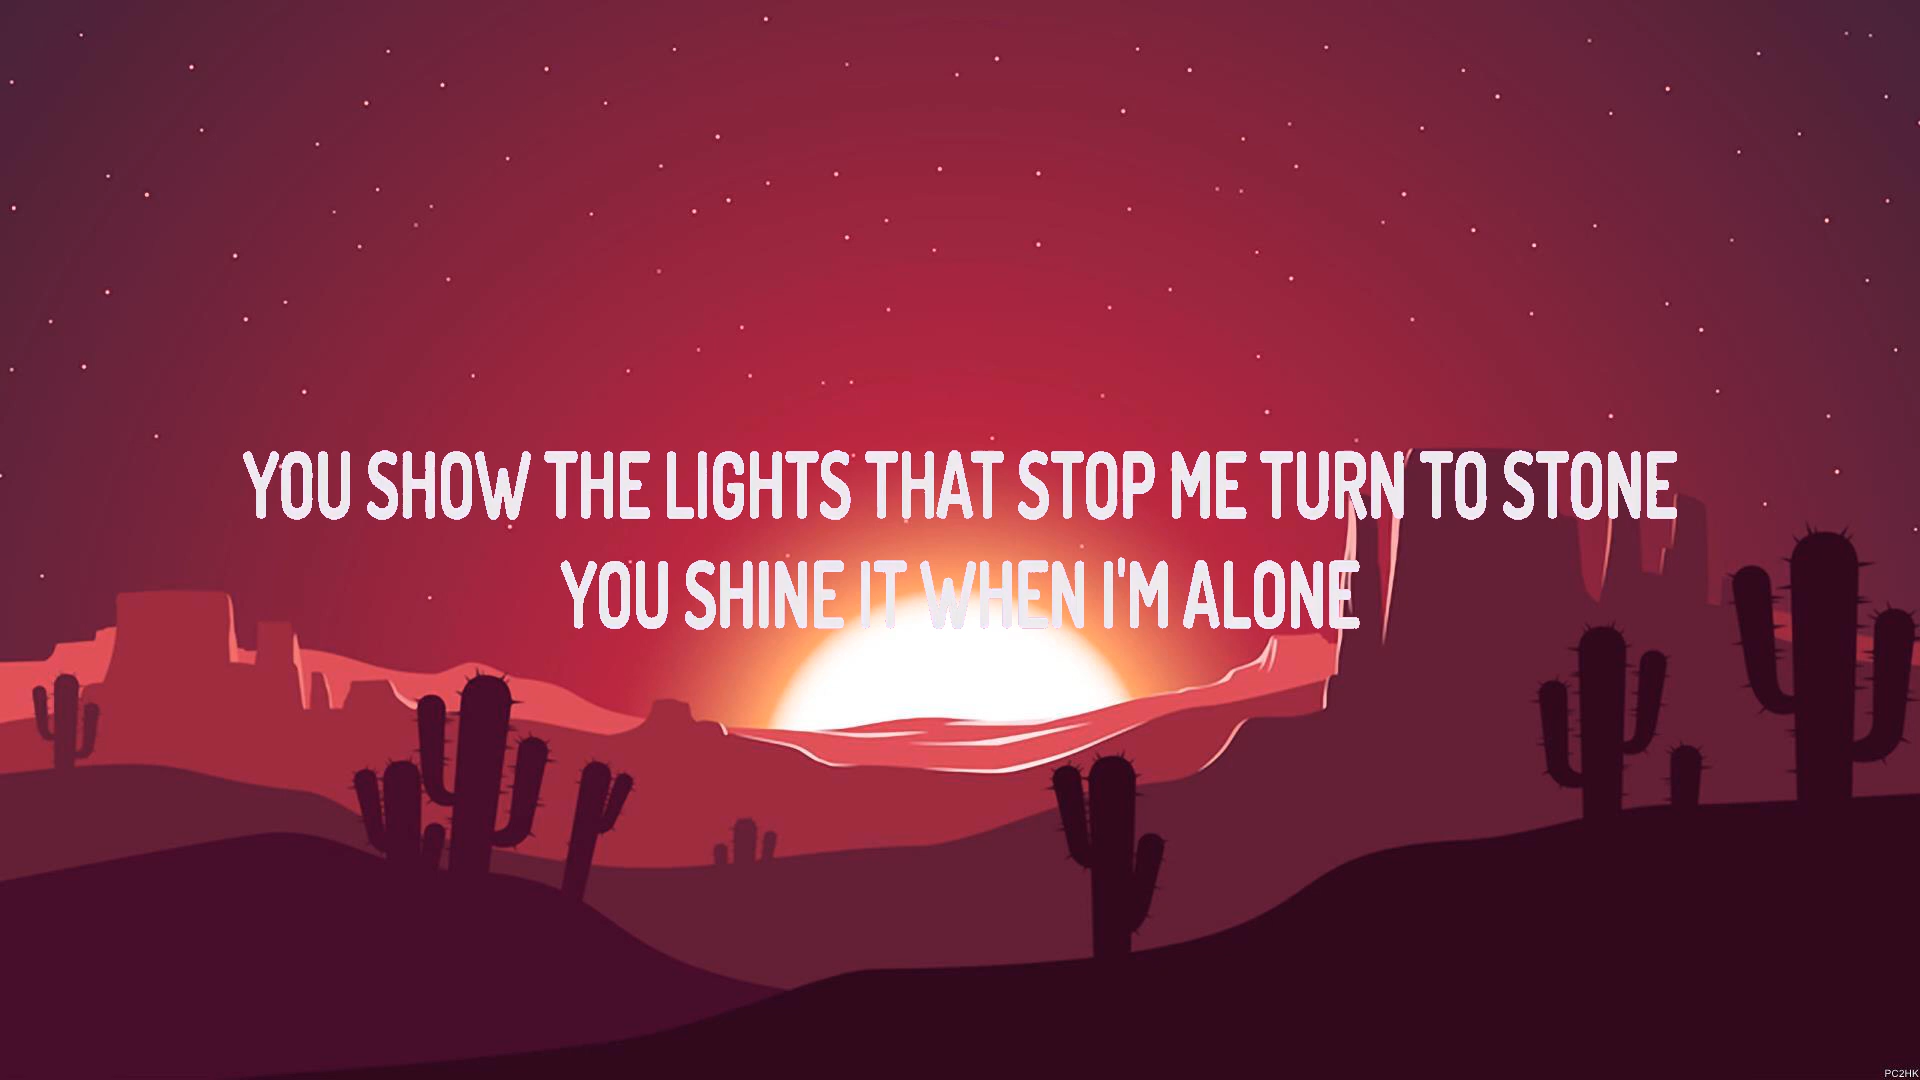 YOU SHOW THE LIGHTS THAT STOP ME TURN TO STONE
YOU SHINE IT WHEN I'M ALONE
PC2HK